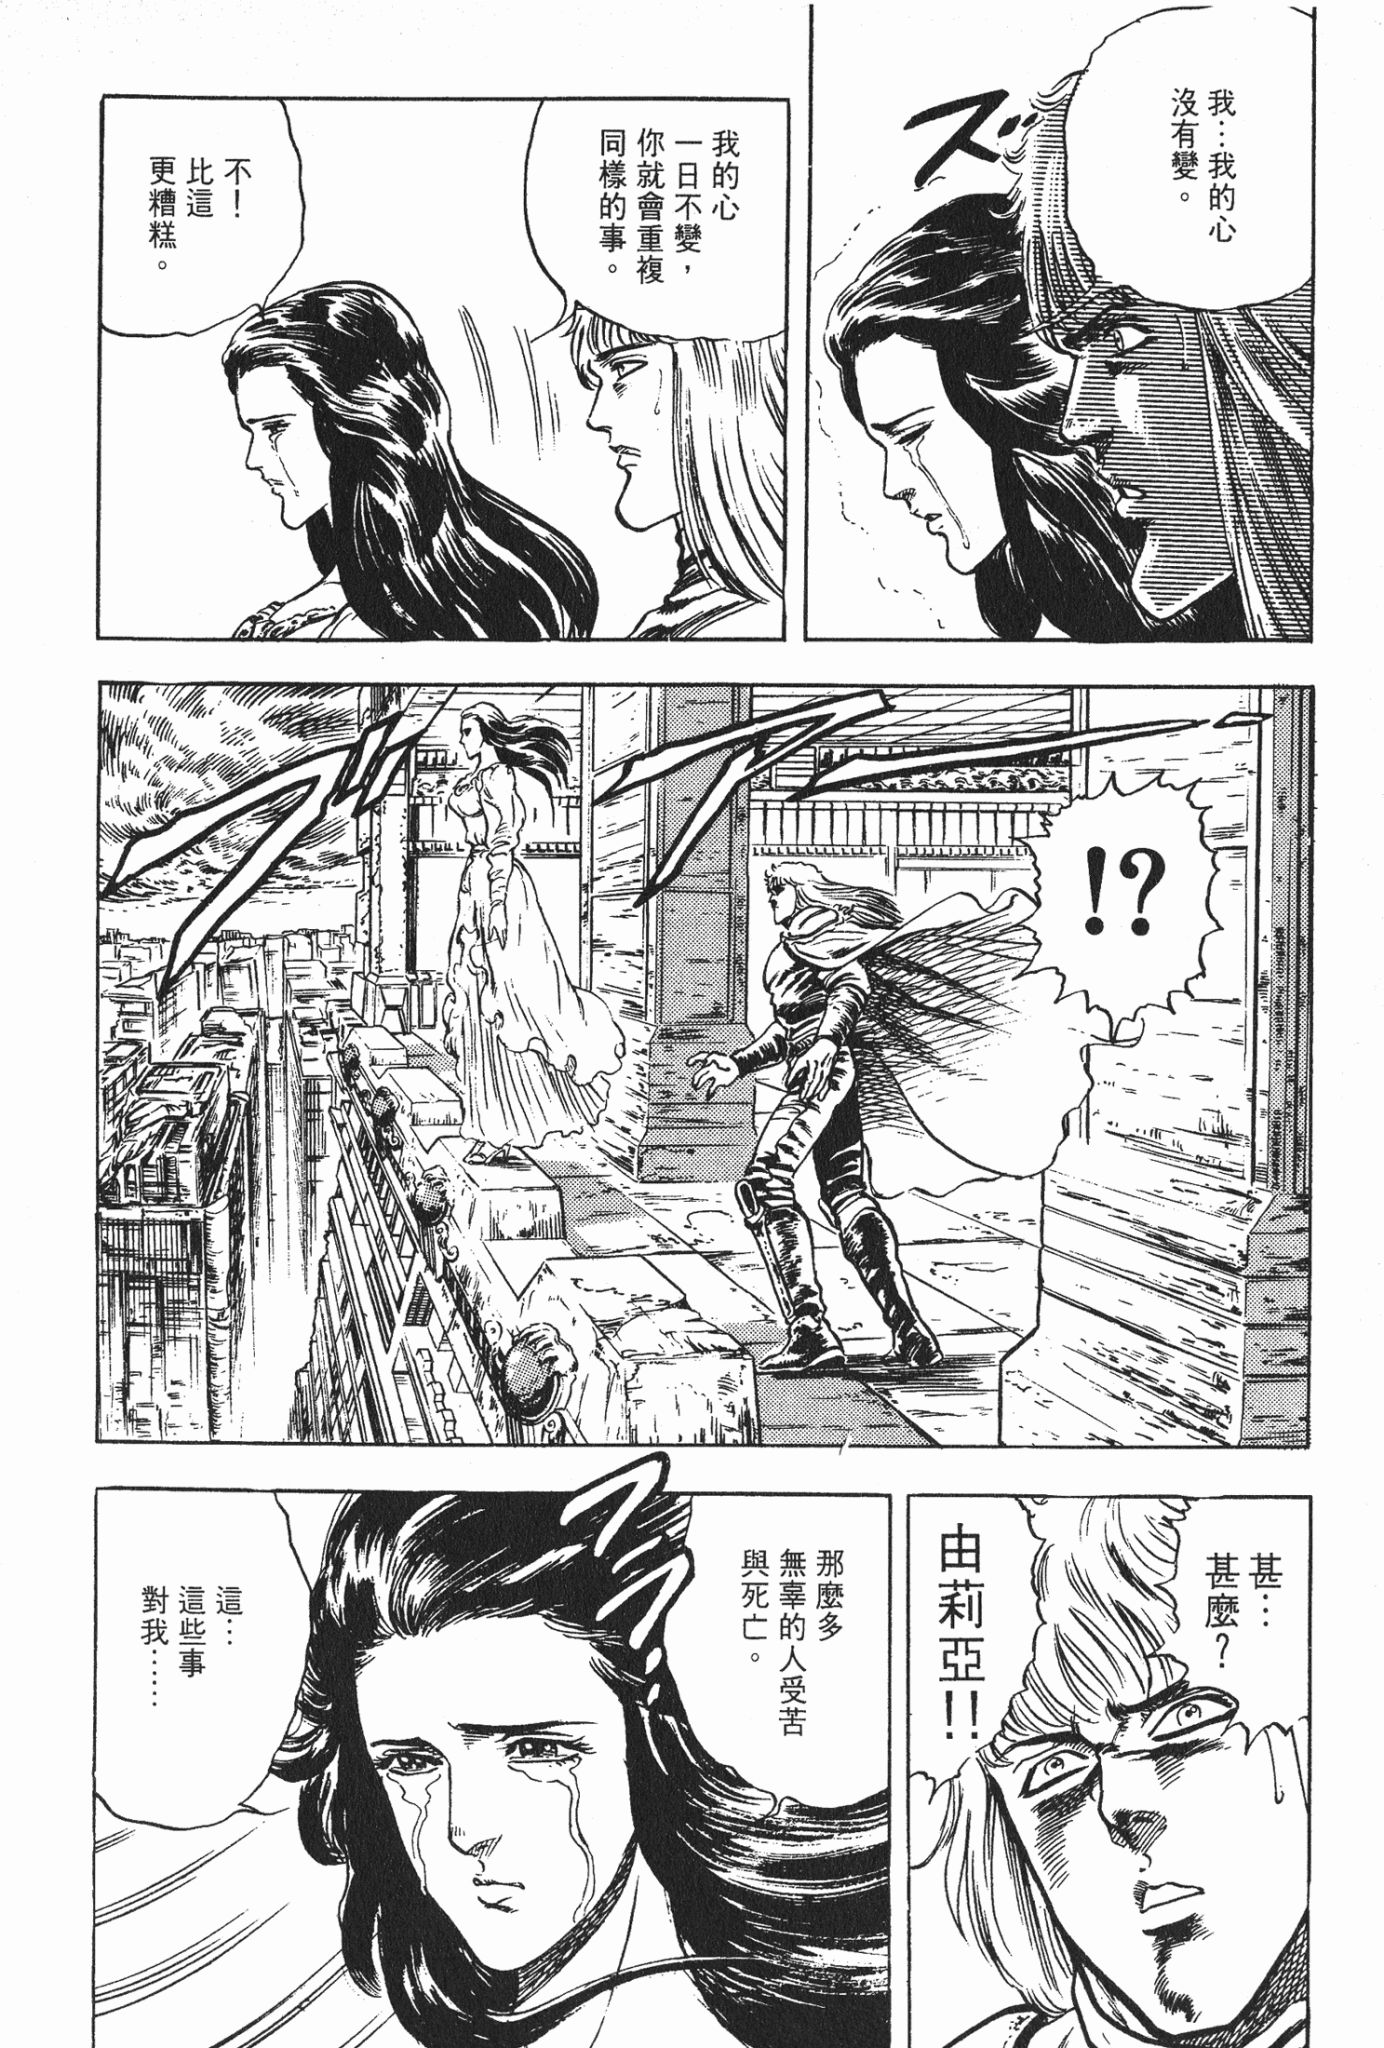 我…我的心
沒有變。
ズ
我的心
一日不變，
你就會重複
同樣的事。
不！
比這
更糟糕。
!?
甚…
甚麼？
由莉亞!!
那麼多
無辜的人受苦
與死亡。
這…
這些事
對我……